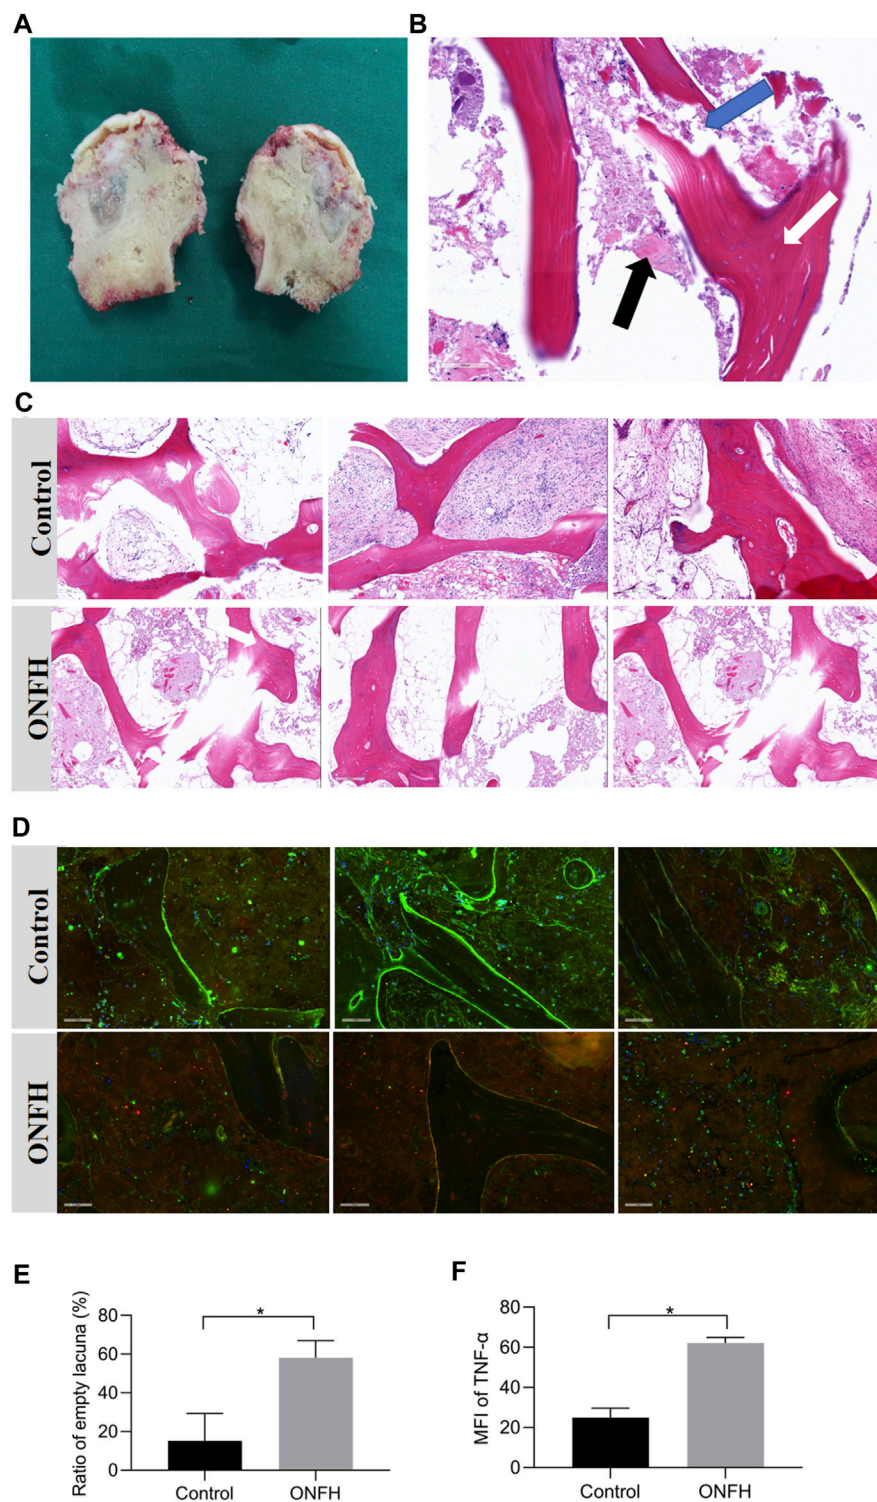 A
B
C
Control
ONFH
D
Control
ONFH
E
Ratio of empty lacuna (%)
80
60
40
20
0
*
Control
ONFH
F
MFI of TNF-α
80
60
40
20
0
*
Control
ONFH